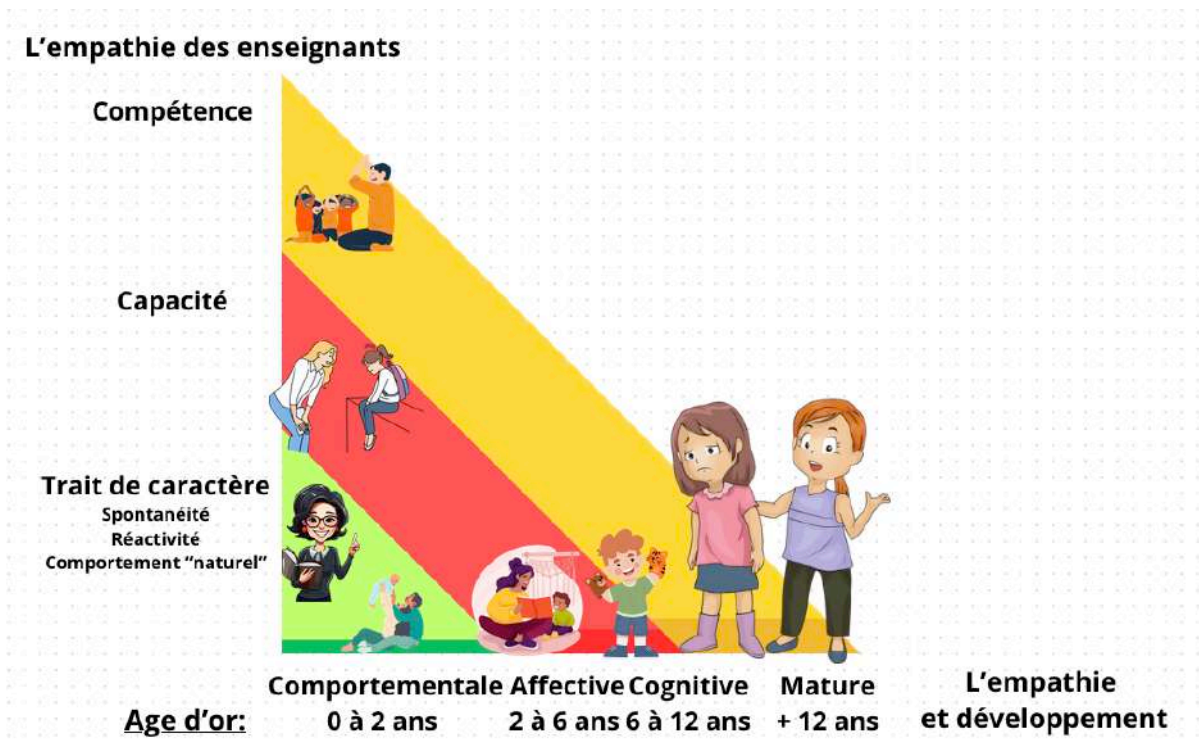 L'empathie des enseignants
Compétence
Capacité
Trait de caractère
Spontanéité
Réactivité
Comportement "naturel"
Comportementale Affective Cognitive Mature
L'empathie
et développement
Age d'or: 0 à 2 ans 2 à 6 ans 6 à 12 ans + 12 ans